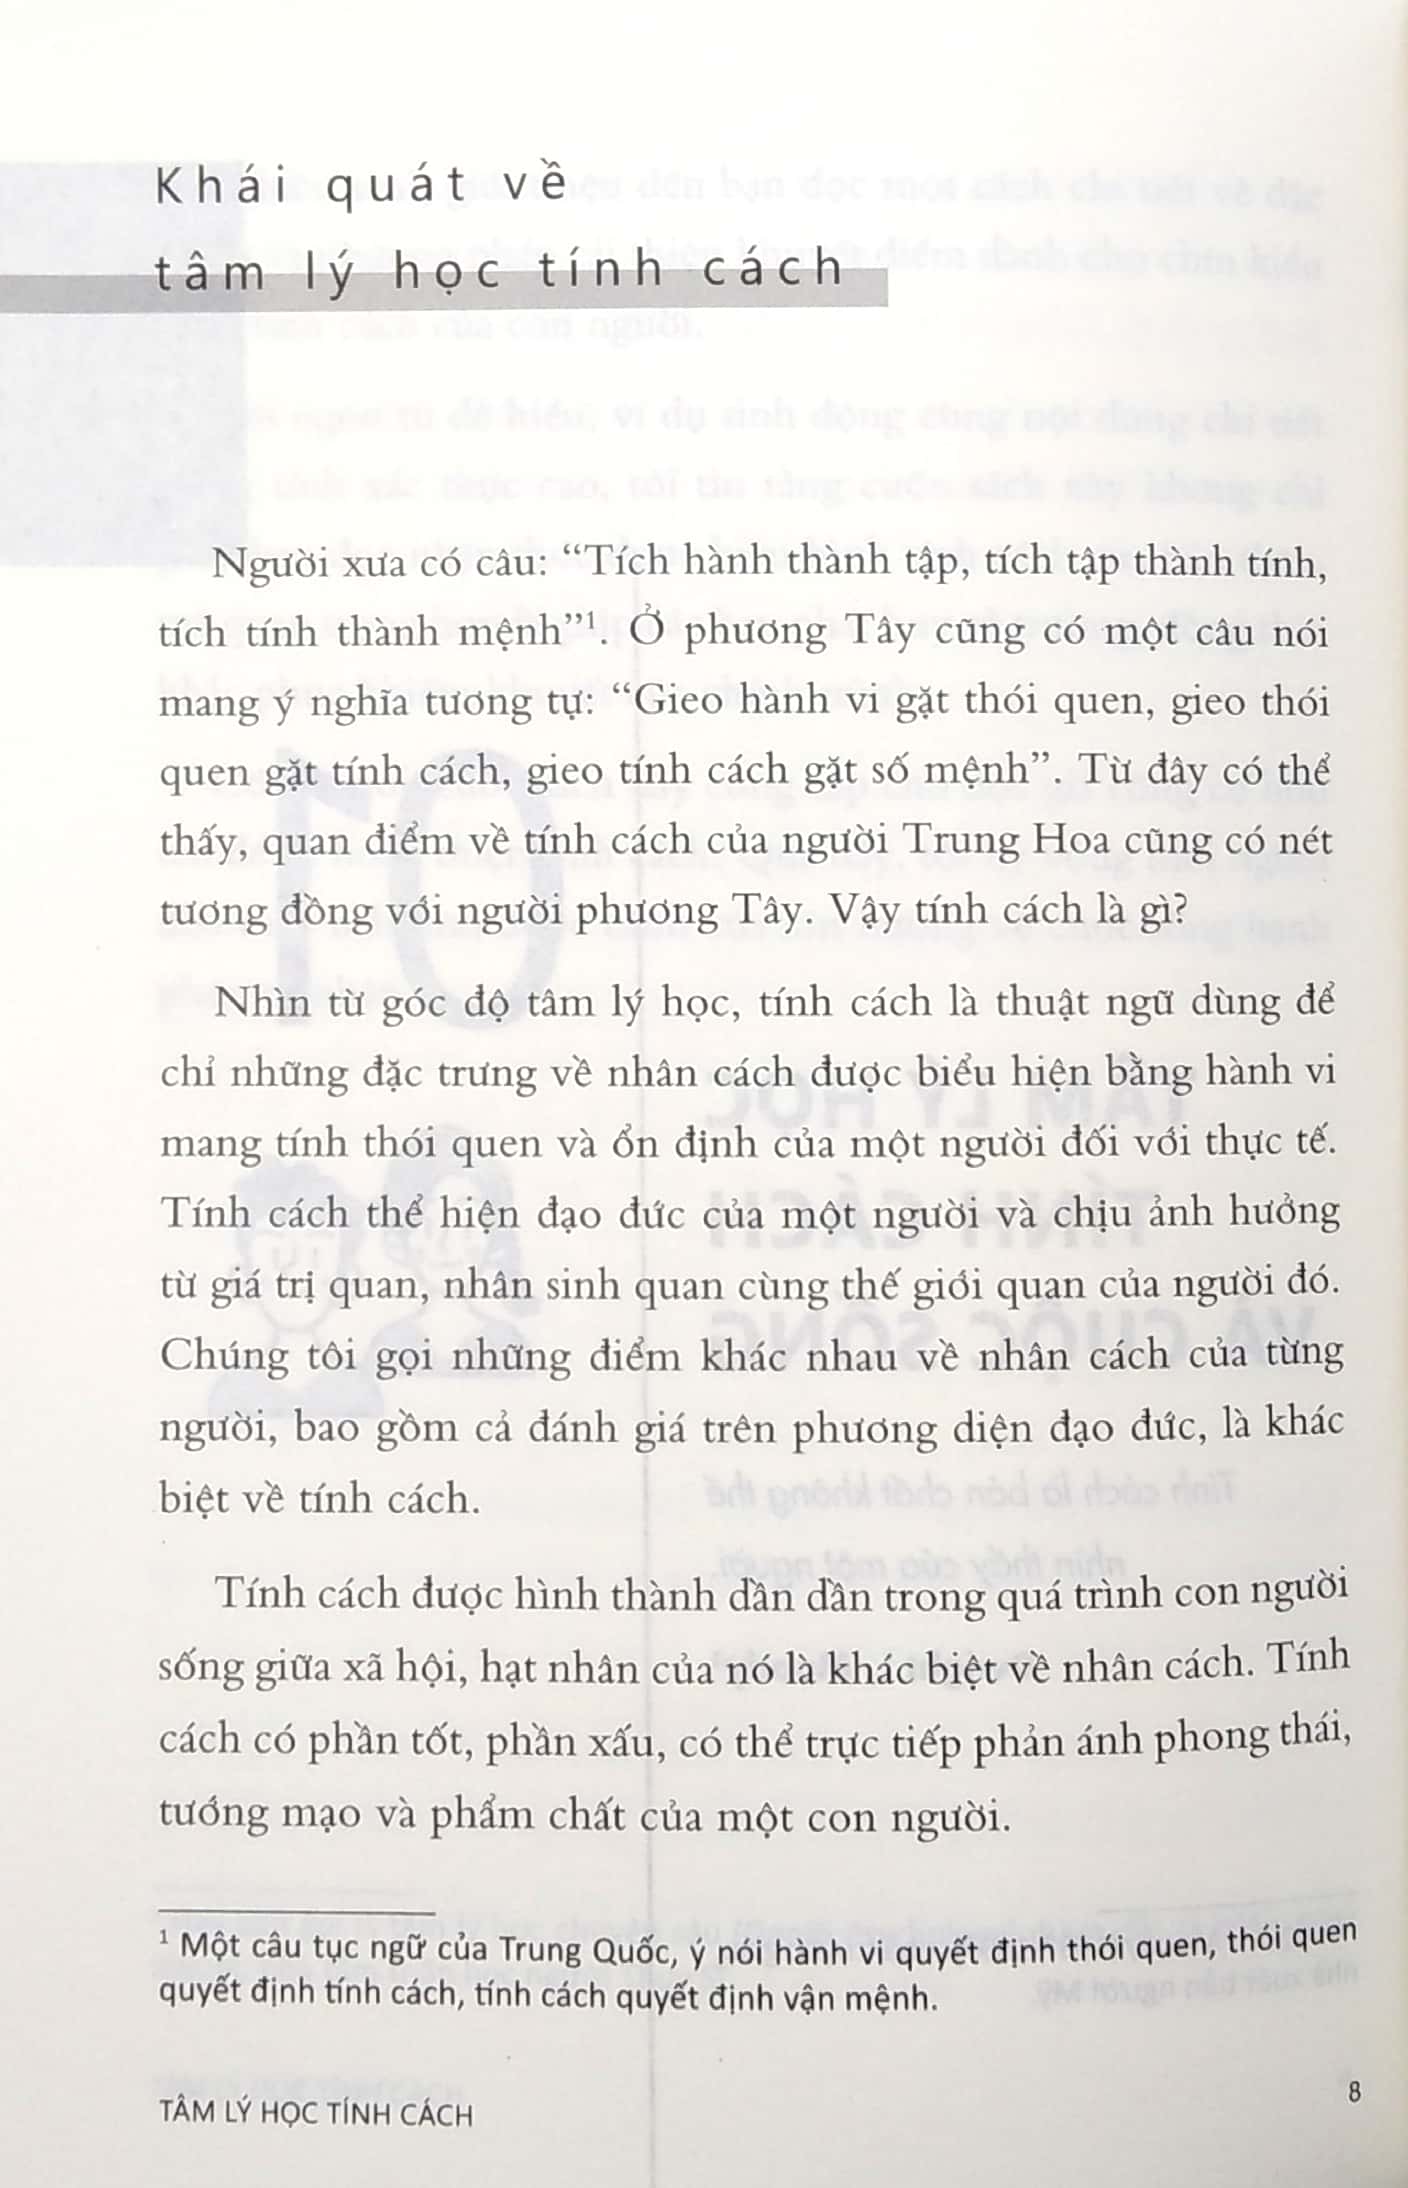 Khái quát về
tâm lý học tính cách
Người xưa có câu: “Tích hành thành tập, tích tập thành tính,
tích tính thành mệnh”¹. Ở phương Tây cũng có một câu nói
mang ý nghĩa tương tự: “Gieo hành vi gặt thói quen, gieo thói
quen gặt tính cách, gieo tính cách gặt số mệnh”. Từ đây có thể
thấy, quan điểm về tính cách của người Trung Hoa cũng có nét
tương đồng với người phương Tây. Vậy tính cách là gì?
Nhìn từ góc độ tâm lý học, tính cách là thuật ngữ dùng để
chỉ những đặc trưng về nhân cách được biểu hiện bằng hành vi
mang tính thói quen và ổn định của một người đối với thực tế.
Tính cách thể hiện đạo đức của một người và chịu ảnh hưởng
từ giá trị quan, nhân sinh quan cùng thế giới quan của người đó.
Chúng tôi gọi những điểm khác nhau về nhân cách của từng
người, bao gồm cả đánh giá trên phương diện đạo đức, là khác
biệt về tính cách.
Tính cách được hình thành dần dần trong quá trình con người
sống giữa xã hội, hạt nhân của nó là khác biệt về nhân cách. Tính
cách có phần tốt, phần xấu, có thể trực tiếp phản ánh phong thái,
tướng mạo và phẩm chất của một con người.
¹ Một câu tục ngữ của Trung Quốc, ý nói hành vi quyết định thói quen, thói quen
quyết định tính cách, tính cách quyết định vận mệnh.
TÂM LÝ HỌC TÍNH CÁCH
8